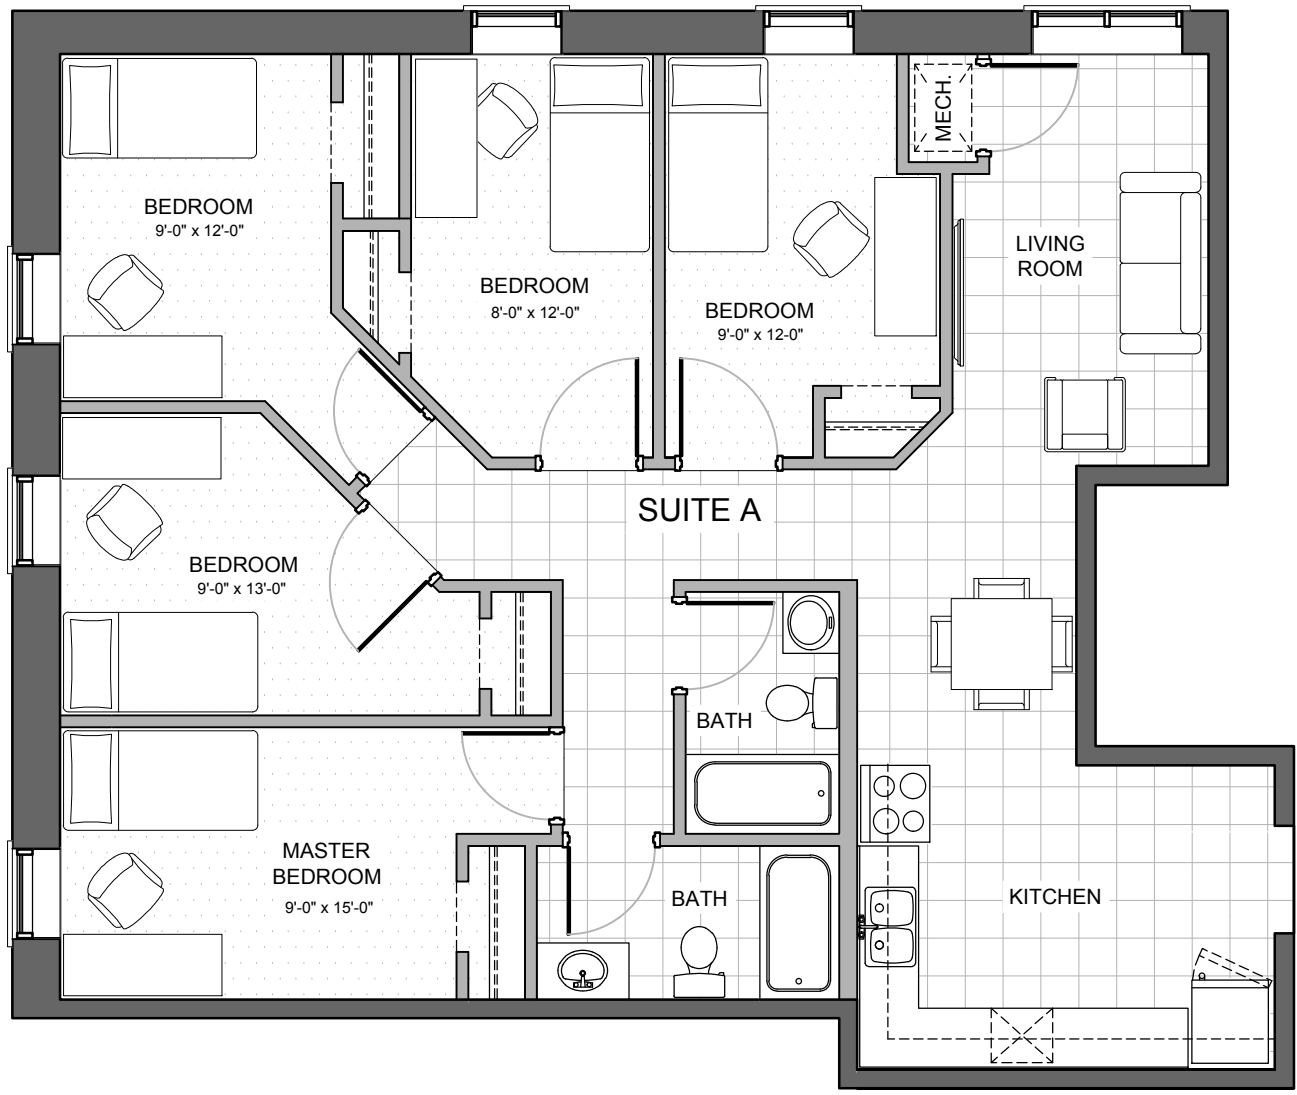 MECH.
BEDROOM
9'-0" x 12'-0"
LIVING
ROOM
BEDROOM
8'-0" x 12'-0"
BEDROOM
9'-0" x 12-0"
SUITE A
BEDROOM
9'-0" x 13'-0"
BATH
MASTER
BEDROOM
9'-0" x 15'-0"
BATH
KITCHEN